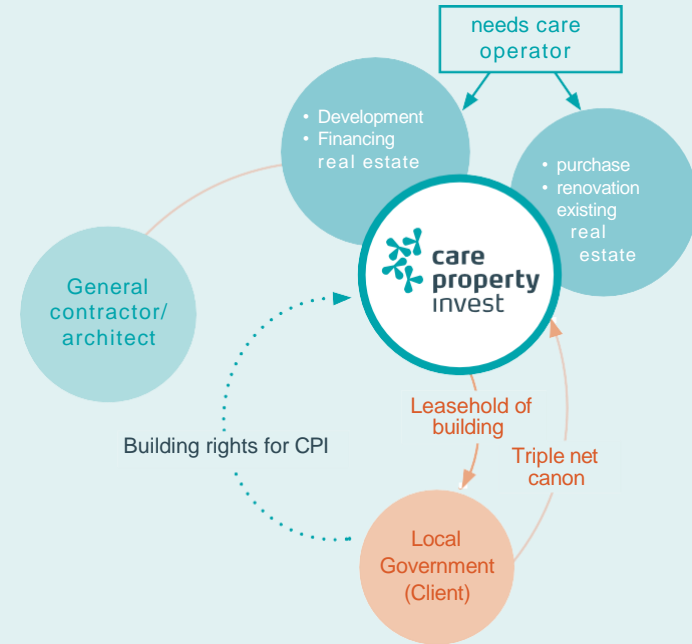 needs care
operator
• Development
• Financing
real estate
• purchase
• renovation
existing
real
estate
care
property
invest
General
contractor/
architect
Leasehold of
building
Building rights for CPI
Triple net
canon
Local
Government
(Client)